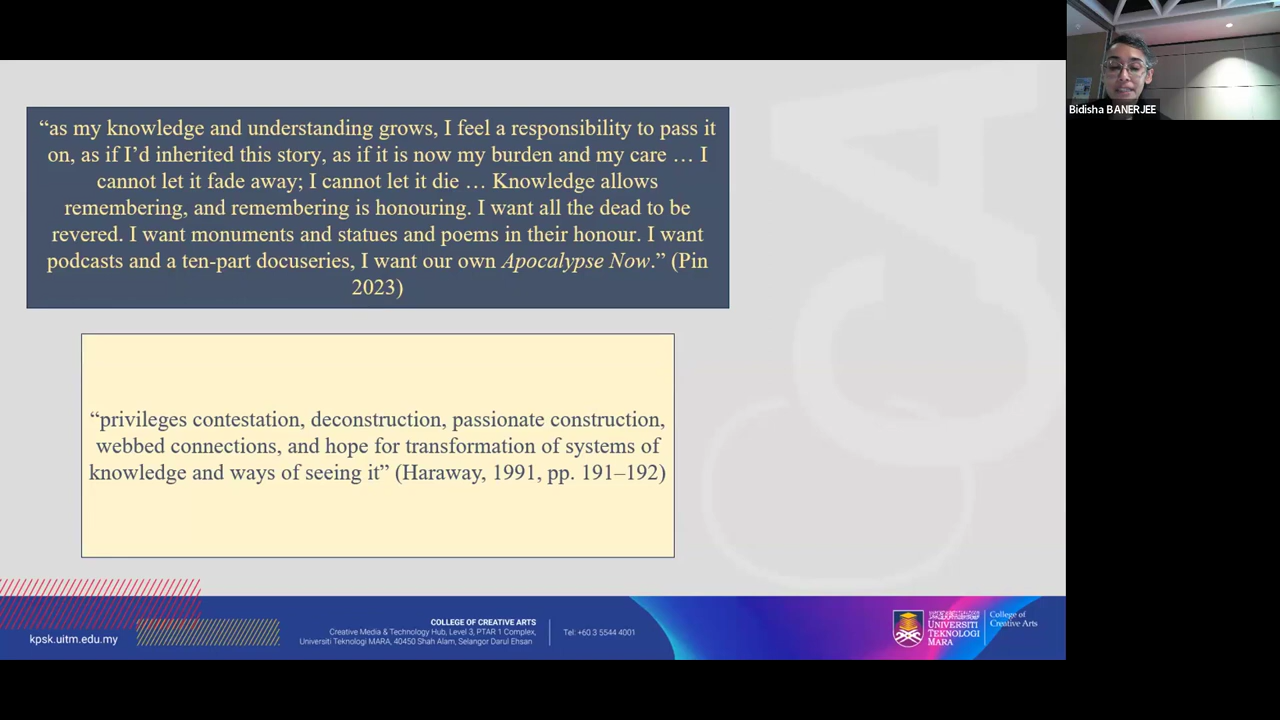 “as my knowledge and understanding grows, I feel a responsibility to pass it
on, as if I’d inherited this story, as if it is now my burden and my care … I
cannot let it fade away; I cannot let it die … Knowledge allows
remembering, and remembering is honouring. I want all the dead to be
revered. I want monuments and statues and poems in their honour. I want
podcasts and a ten-part docuseries, I want our own Apocalypse Now.” (Pin
2023)
“privileges contestation, deconstruction, passionate construction,
webbed connections, and hope for transformation of systems of
knowledge and ways of seeing it” (Haraway, 1991, pp. 191–192)
Bidisha BANERJEE
CA
kpsk.uitm.edu.my
COLLEGE OF CREATIVE ARTS
Creative Media & Technology Hub, Level 3, PTAR 1 Complex,
Universiti Teknologi MARA, 40450 Shah Alam, Selangor Darul Ehsan
Tel: +60 3 5544 4001
UNIVERSITI
TEKNOLOGI
MARA
College of
Creative Arts